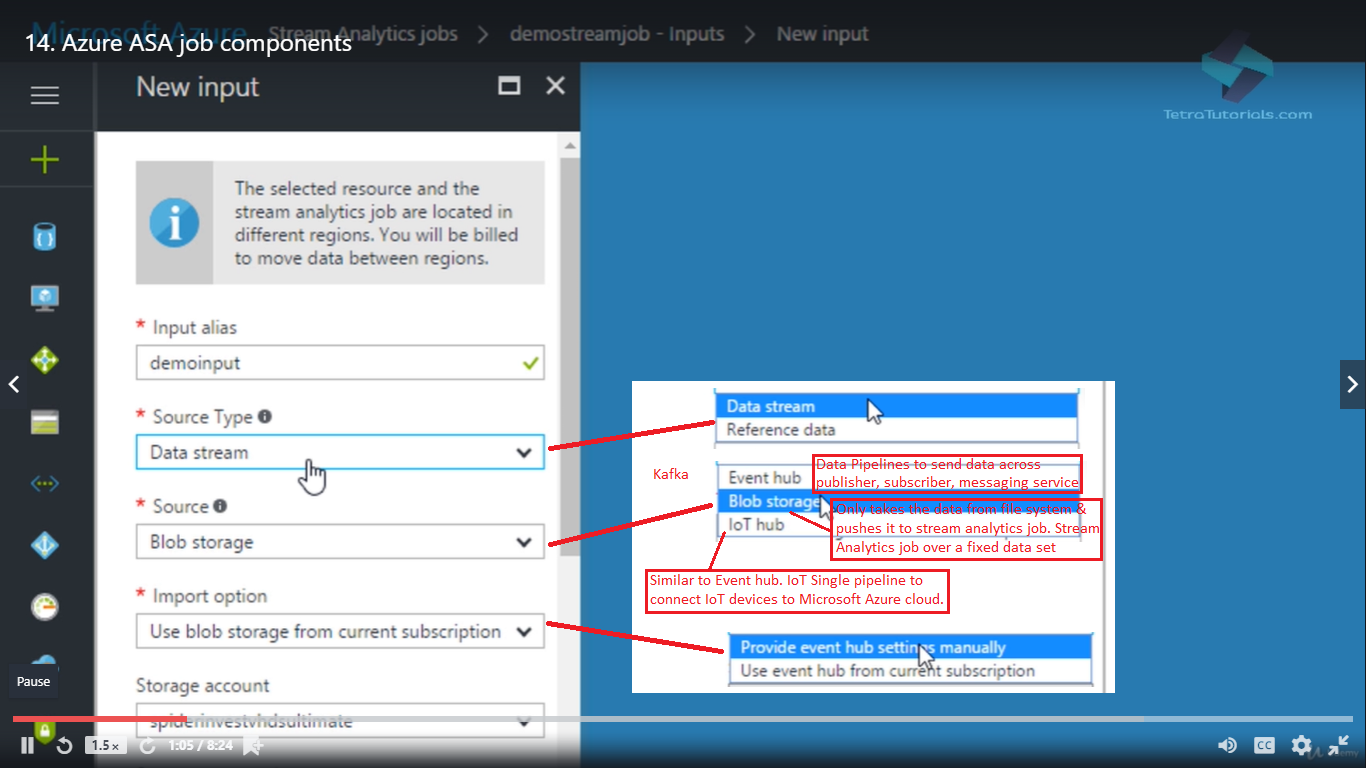 Microsoft Azure Stream Analytics jobs > demostreamjob - Inputs > New input
14. Azure ASA job components
New input
TetraTutorials.com
The selected resource and the
stream analytics job are located in
different regions. You will be billed
to move data between regions.
* Input alias
demoinput
* Source Type
Data stream
* Source
Blob storage
* Import option
Use blob storage from current subscription
Storage account
spiderinvestvhdsultimate
Data stream
Reference data
Kafka
Event hub
Data Pipelines to send data across
publisher, subscriber, messaging service
Blob storage
Only takes the data from file system &
pushes it to stream analytics job. Stream
Analytics job over a fixed data set
IoT hub
Similar to Event hub. IoT Single pipeline to
connect IoT devices to Microsoft Azure cloud.
Provide event hub settings manually
Use event hub from current subscription
Pause
1.5x
1:05 / 8:24
CC